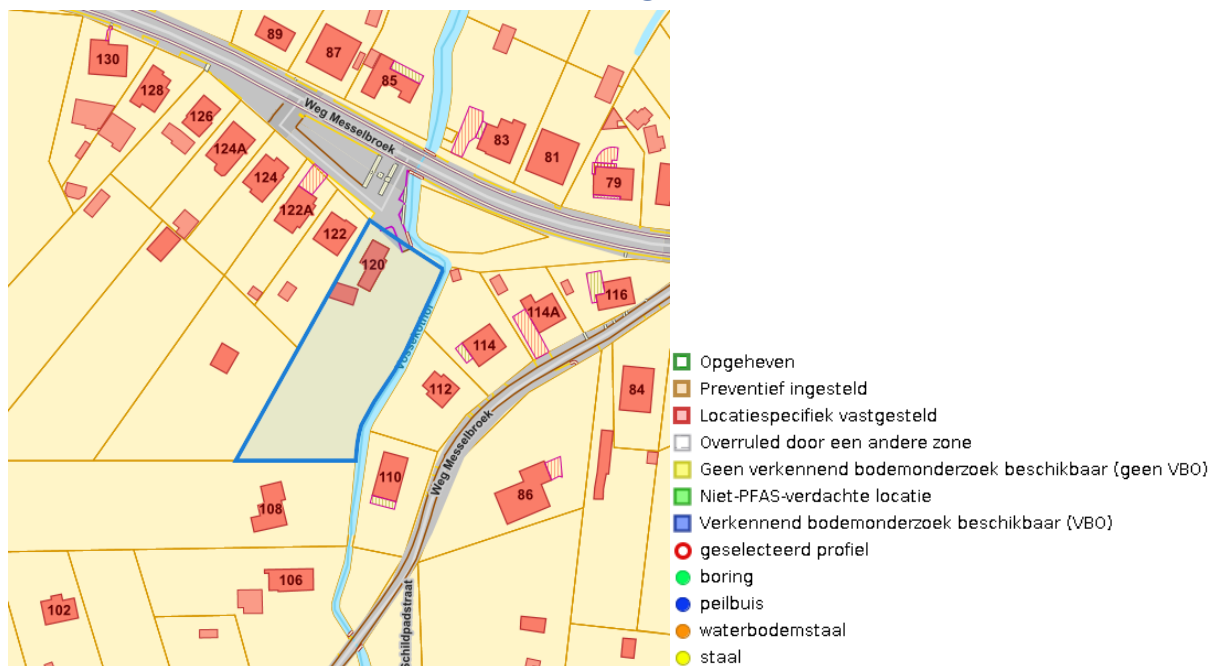 89
87
130
85
128
Weg Messelbroek
126
83
124A
81
124
79
122A
122
120
116
114A
Vossekothof
114
112
84
Weg Messelbroek
110
86
108
106
102
Schildpadstraat
Opgeheven
Preventief ingesteld
Locatiespecifiek vastgesteld
Overruled door een andere zone
Geen verkennend bodemonderzoek beschikbaar (geen VBO)
Niet-PFAS-verdachte locatie
Verkennend bodemonderzoek beschikbaar (VBO)
geselecteerd profiel
boring
peilbuis
waterbodemstaal
staal